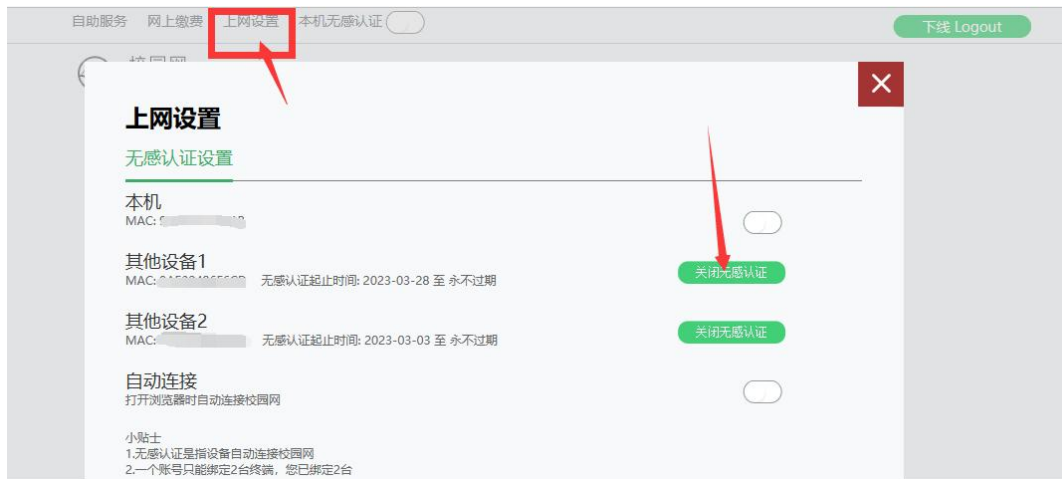 自助服务 网上缴费 上网设置 本机无感认证
下线 Logout
校园网
上网设置
无感认证设置
本机
MAC:
其他设备1
MAC: 无感认证起止时间: 2023-03-28 至 永不过期
关闭无感认证
其他设备2
MAC: 无感认证起止时间: 2023-03-03 至 永不过期
关闭无感认证
自动连接
打开浏览器时自动连接校园网
小贴士
1.无感认证是指设备自动连接校园网
2.一个账号只能绑定2台终端，您已绑定2台